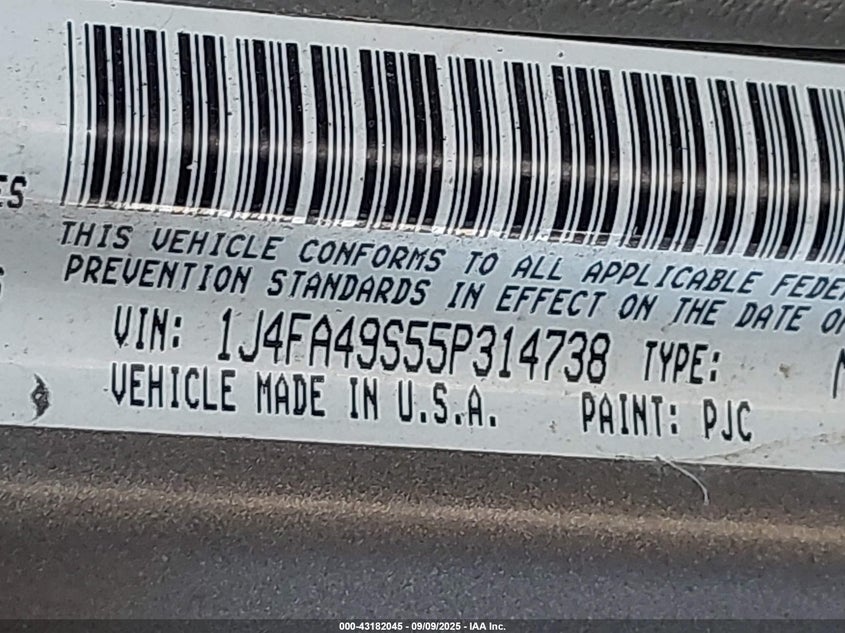 ES
THIS VEHICLE CONFORMS TO ALL APPLICABLE FEDE
PREVENTION STANDARDS IN EFFECT ON THE DATE O
VIN: 1J4FA49S55P314738 TYPE:
VEHICLE MADE IN U.S.A. PAINT: PJC
000-43182045 - 09/09/2025 - IAA Inc.